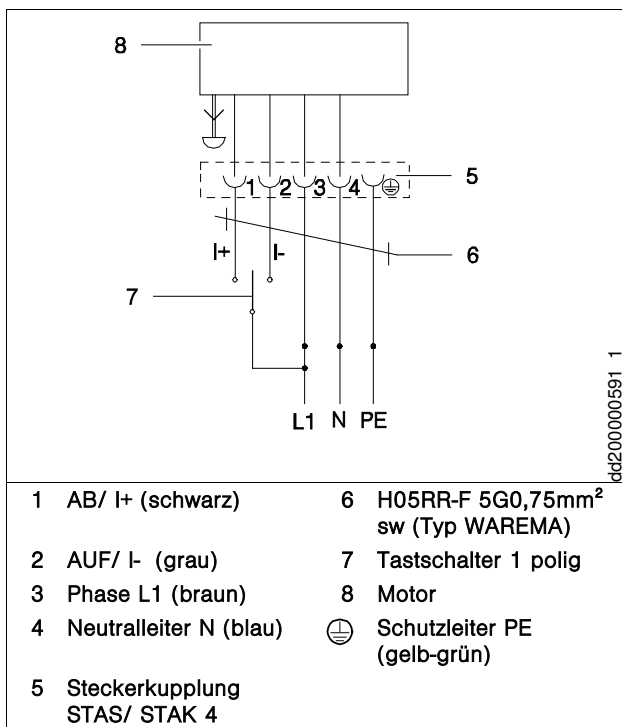 8
1 2 3 4
5
I+ I-
6
7
L1 N PE
dd200000591 1
1 AB/ I+ (schwarz)
2 AUF/ I- (grau)
3 Phase L1 (braun)
4 Neutralleiter N (blau)
5 Steckerkupplung
STAS/ STAK 4
6 H05RR-F 5G0,75mm²
sw (Typ WAREMA)
7 Tastschalter 1 polig
8 Motor
Schutzleiter PE
(gelb-grün)